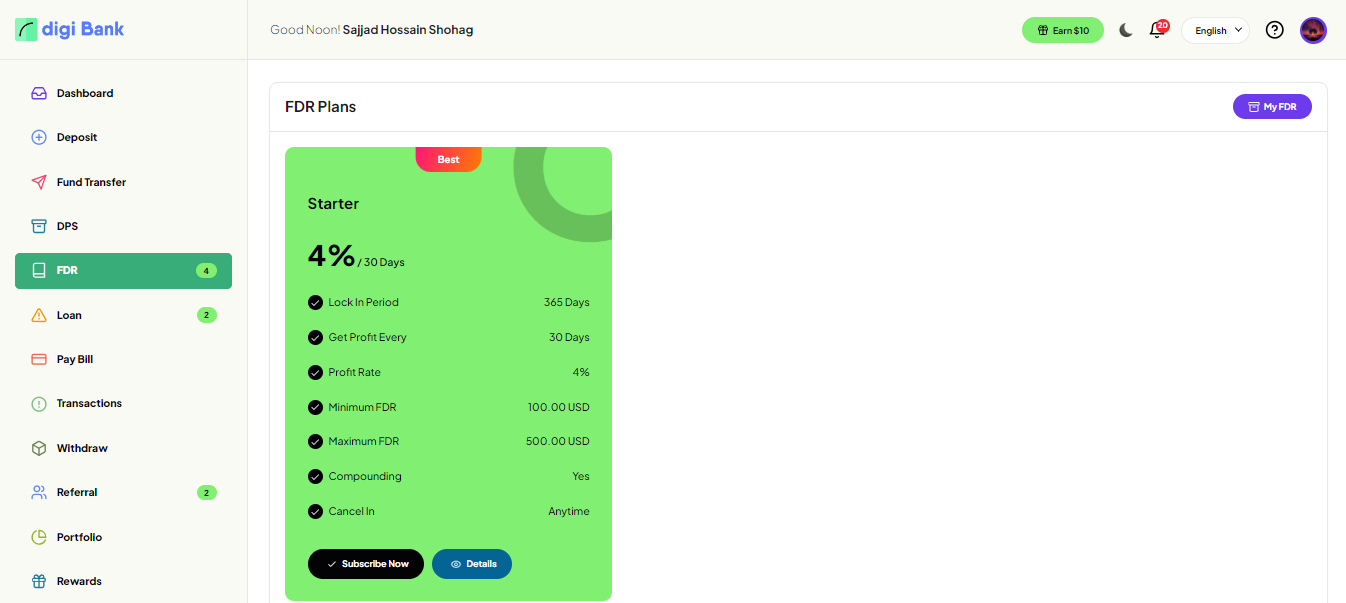 digi Bank
Good Noon! Sajjad Hossain Shohag
Earn $10
20
English
Dashboard
Deposit
Fund Transfer
DPS
FDR 4
Loan 2
Pay Bill
Transactions
Withdraw
Referral 2
Portfolio
Rewards
FDR Plans
My FDR
Best
Starter
4% / 30 Days
Lock In Period 365 Days
Get Profit Every 30 Days
Profit Rate 4%
Minimum FDR 100.00 USD
Maximum FDR 500.00 USD
Compounding Yes
Cancel In Anytime
Subscribe Now
Details